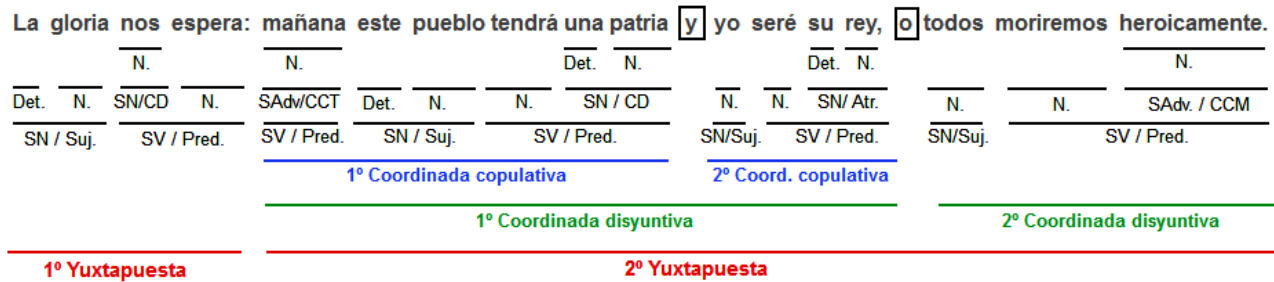 La gloria nos espera: mañana este pueblo tendrá una patria y yo seré su rey, o todos moriremos heroicamente.
N. N. Det. N. Det. N. N.
Det. N. SN/CD N. SAdv/CCT Det. N. N. SN / CD N. N. SN/ Atr. N. N. SAdv. / CCM
SN / Suj. SV / Pred. SV / Pred. SN / Suj. SV / Pred. SN/Suj. SV / Pred. SN/Suj. SV / Pred.
1º Coordinada copulativa 2º Coord. copulativa
1º Coordinada disyuntiva 2º Coordinada disyuntiva
1º Yuxtapuesta 2º Yuxtapuesta